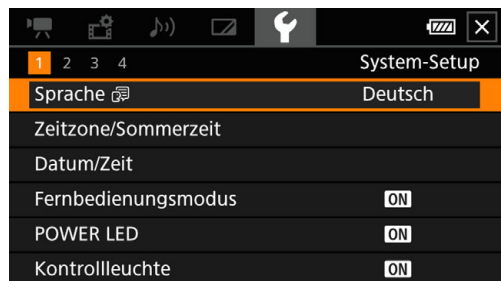 1 2 3 4 System-Setup
Sprache Deutsch
Zeitzone/Sommerzeit
Datum/Zeit
Fernbedienungsmodus ON
POWER LED ON
Kontrollleuchte ON